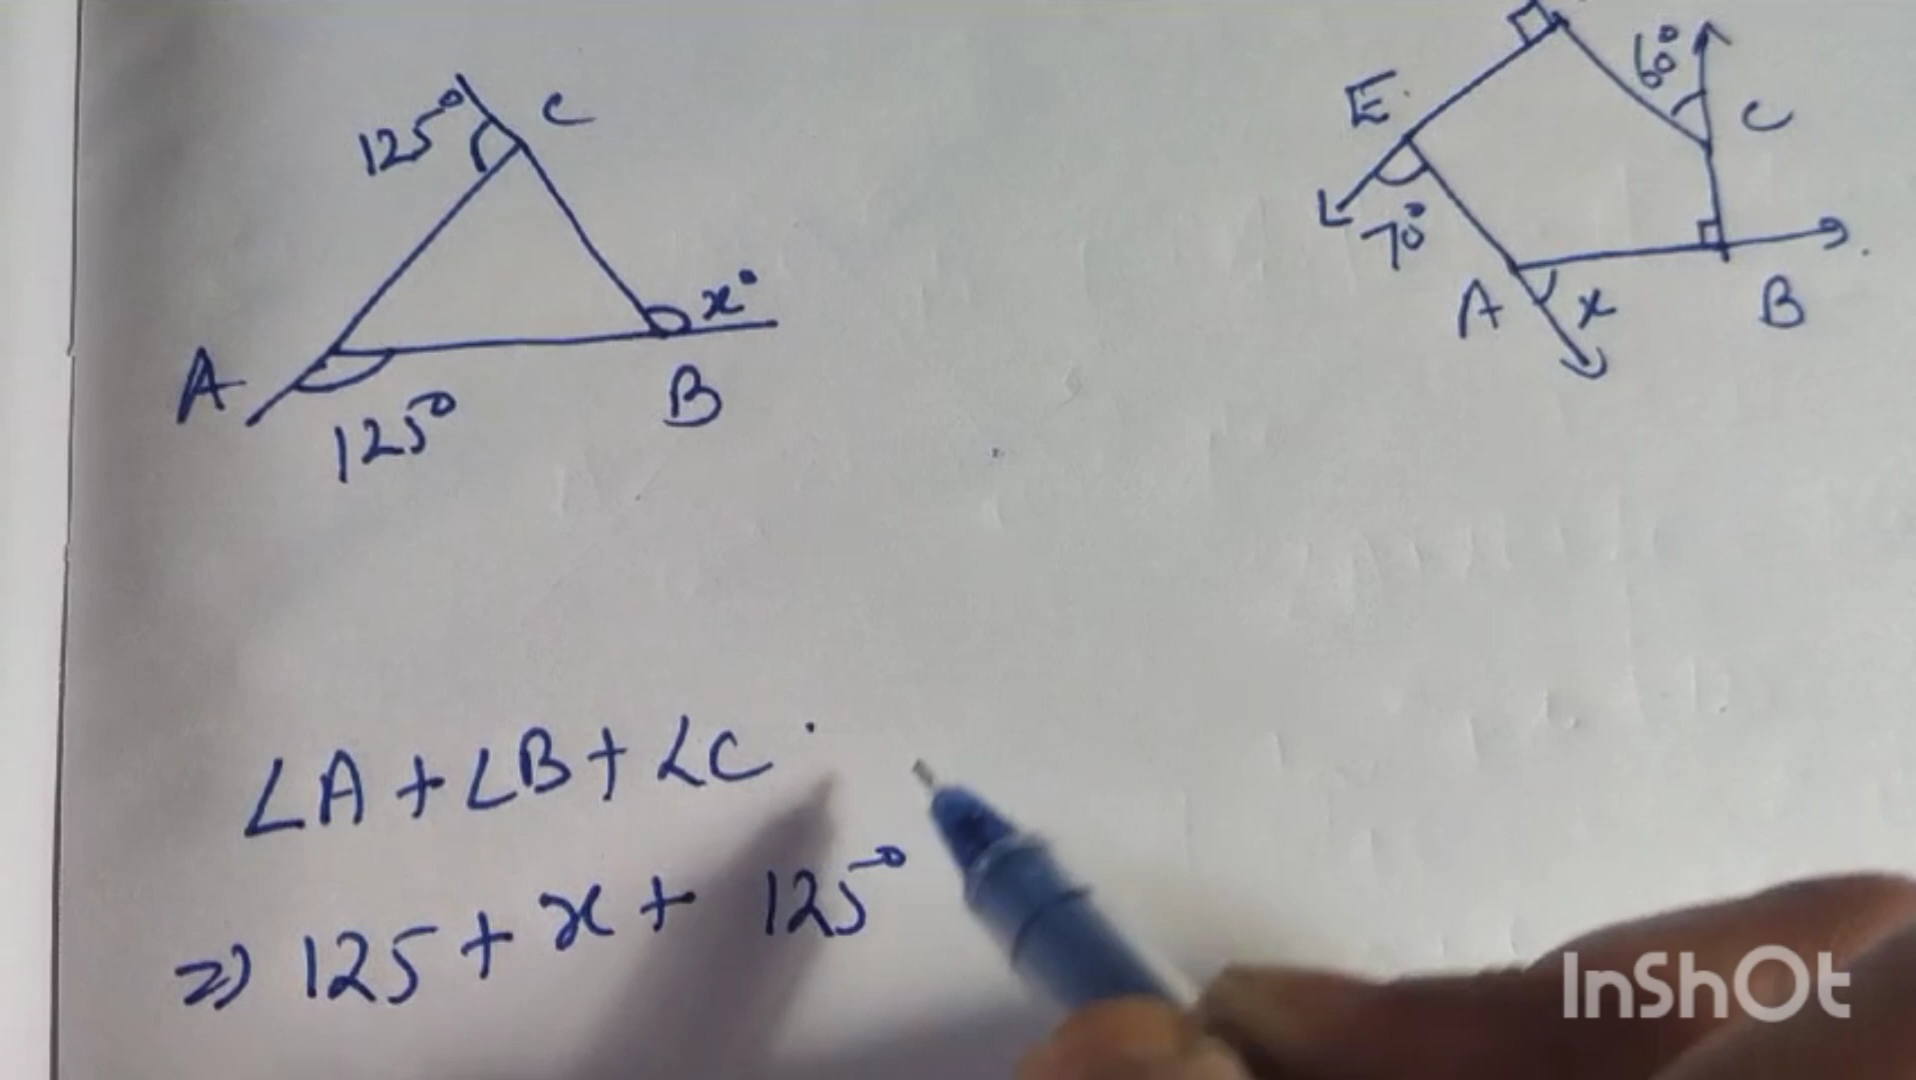 125° C
A x°
125° B
E 60° C
70° A x B
∠A + ∠B + ∠C
⇒ 125 + x + 125°
InShOt